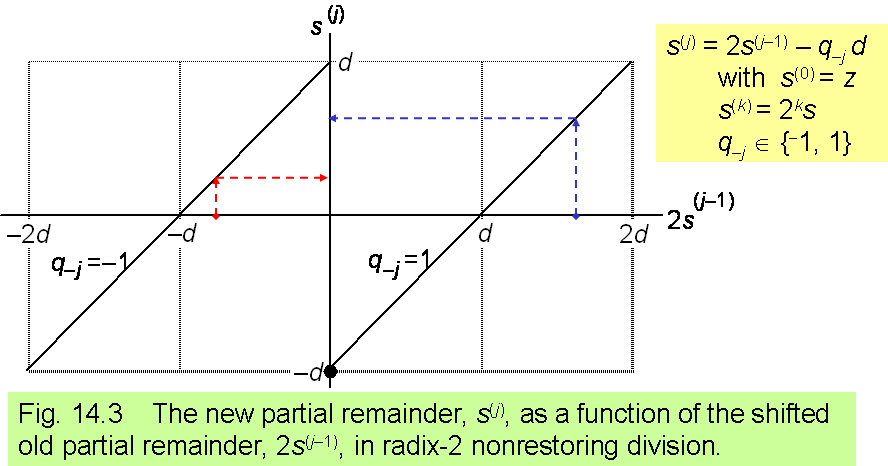 s(j)
s(j) = 2s(j–1) – q–j d
with s(0) = z
s(k) = 2ks
q–j ∈ {-1, 1}
d
2s(j–1)
–2d
–d
d
2d
q–j =–1
q–j =1
–d
Fig. 14.3 The new partial remainder, s(j), as a function of the shifted
old partial remainder, 2s(j–1), in radix-2 nonrestoring division.